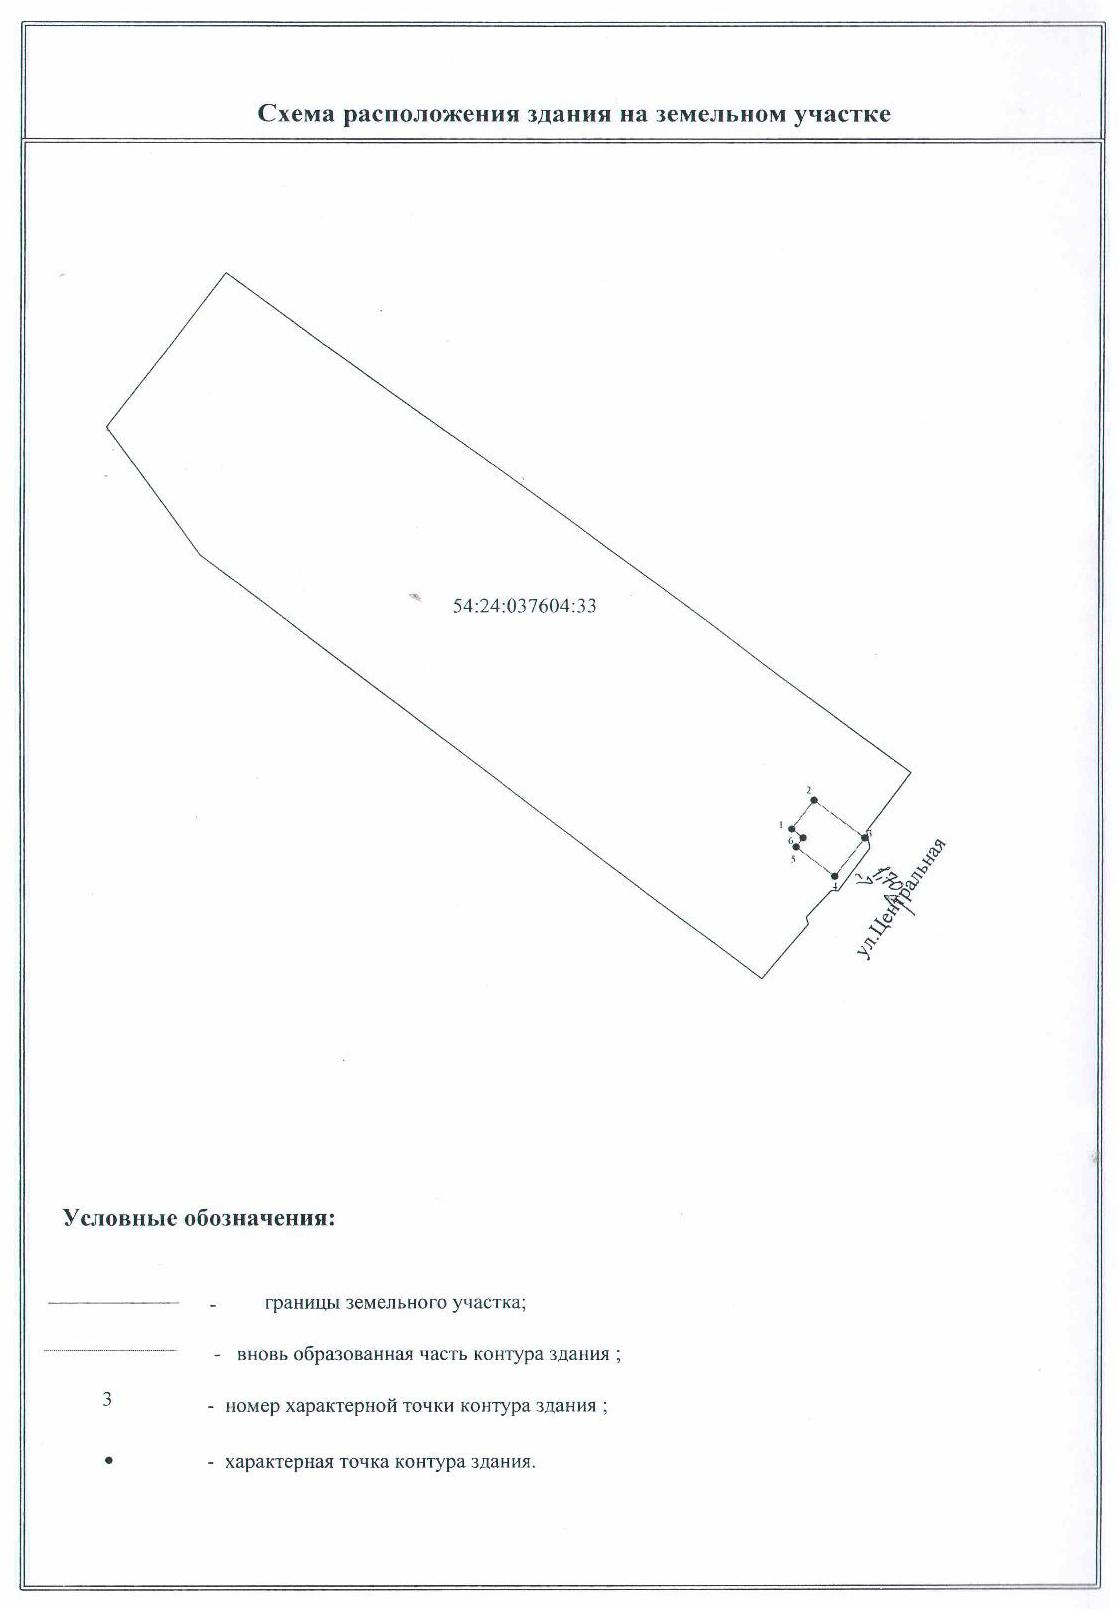 Схема расположения здания на земельном участке
54:24:037604:33
2
1
3
6
5
4
ул.Центральная
Условные обозначения:
- границы земельного участка;
- вновь образованная часть контура здания ;
3 - номер характерной точки контура здания ;
- характерная точка контура здания.